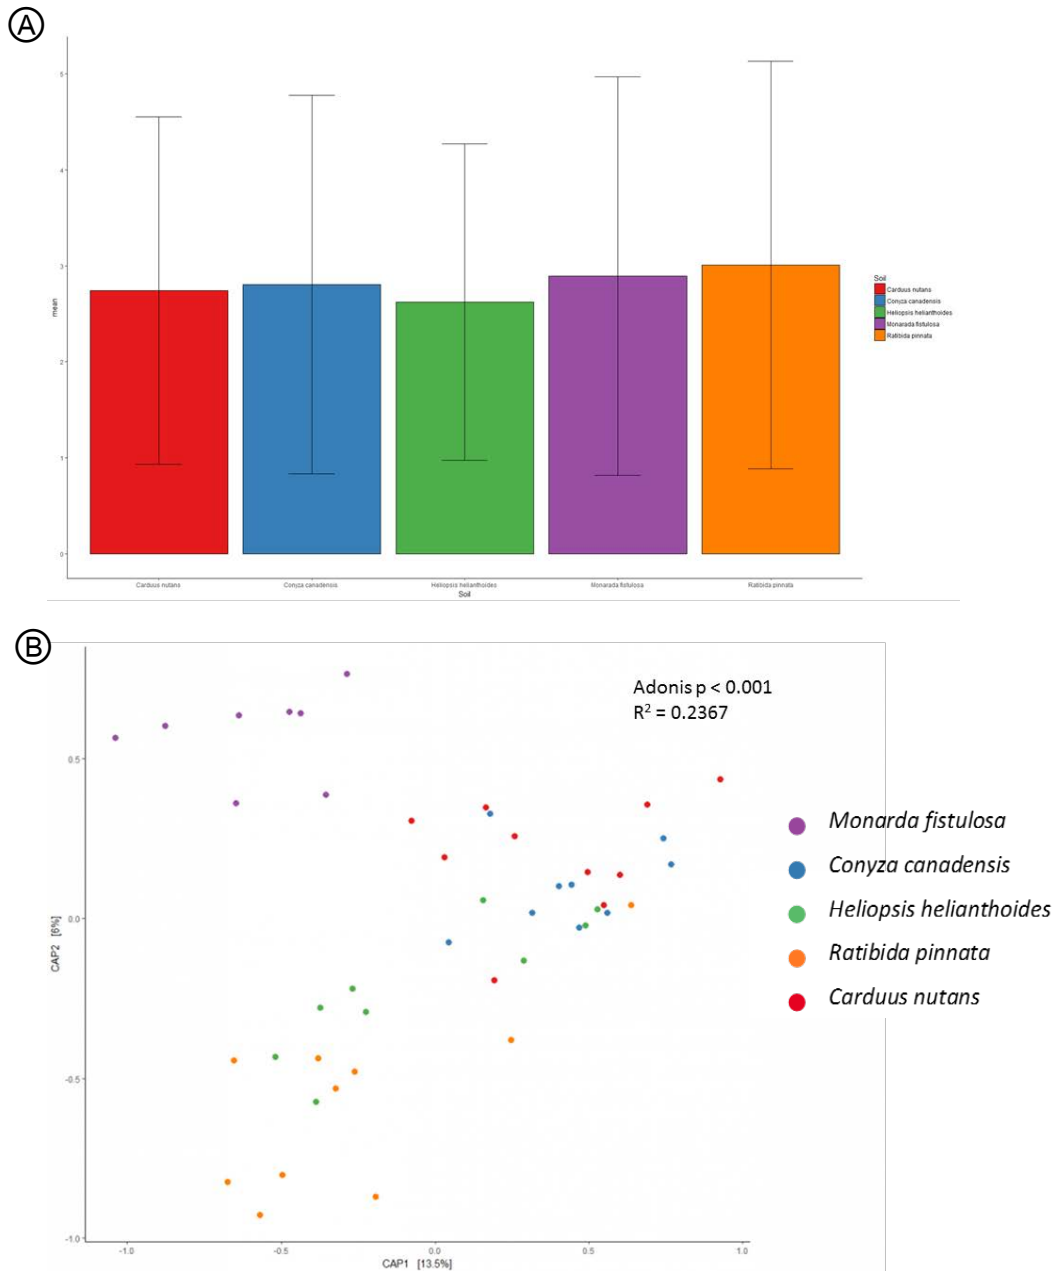 A
5
4
3
2
1
0
mean
Carduus nutans
Conyza canadensis
Heliopsis helianthoides
Monarada fistulosa
Ratibida pinnata
Soil
Soil
Carduus nutans
Conyza canadensis
Heliopsis helianthoides
Monarada fistulosa
Ratibida pinnata
B
Adonis p < 0.001
R² = 0.2367
0.5
0.0
-0.5
-1.0
CAP2 [6%]
-1.0
-0.5
0.0
0.5
1.0
CAP1 [13.5%]
Monarda fistulosa
Conyza canadensis
Heliopsis helianthoides
Ratibida pinnata
Carduus nutans